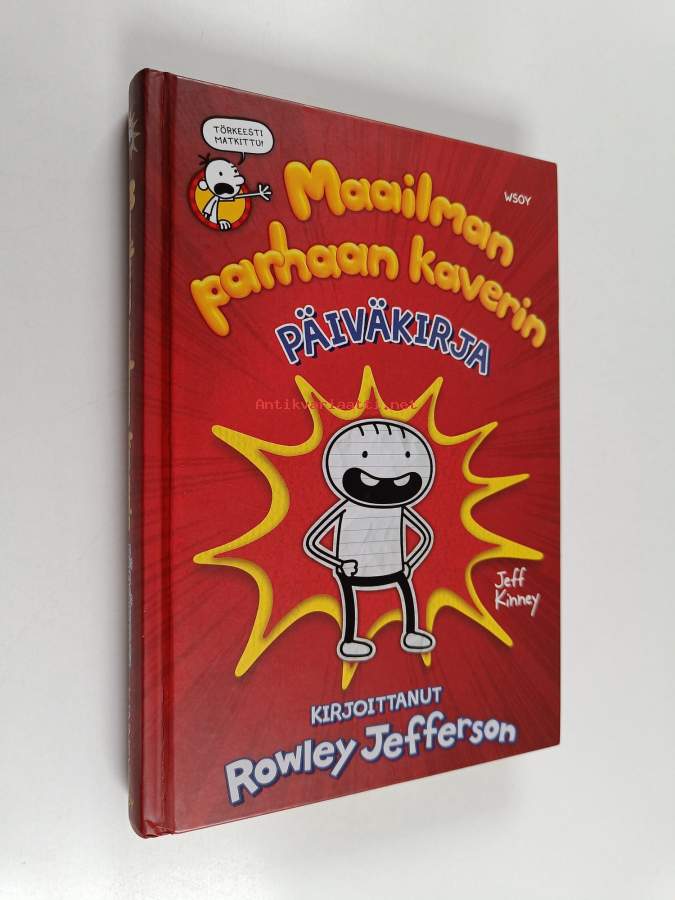 TÖRKEESTI
MATKITTU!
WSOY
Maailman
parhaan kaverin
PÄIVÄKIRJA
Antikvariaatti.net
Jeff
Kinney
KIRJOITTANUT
Rowley Jefferson